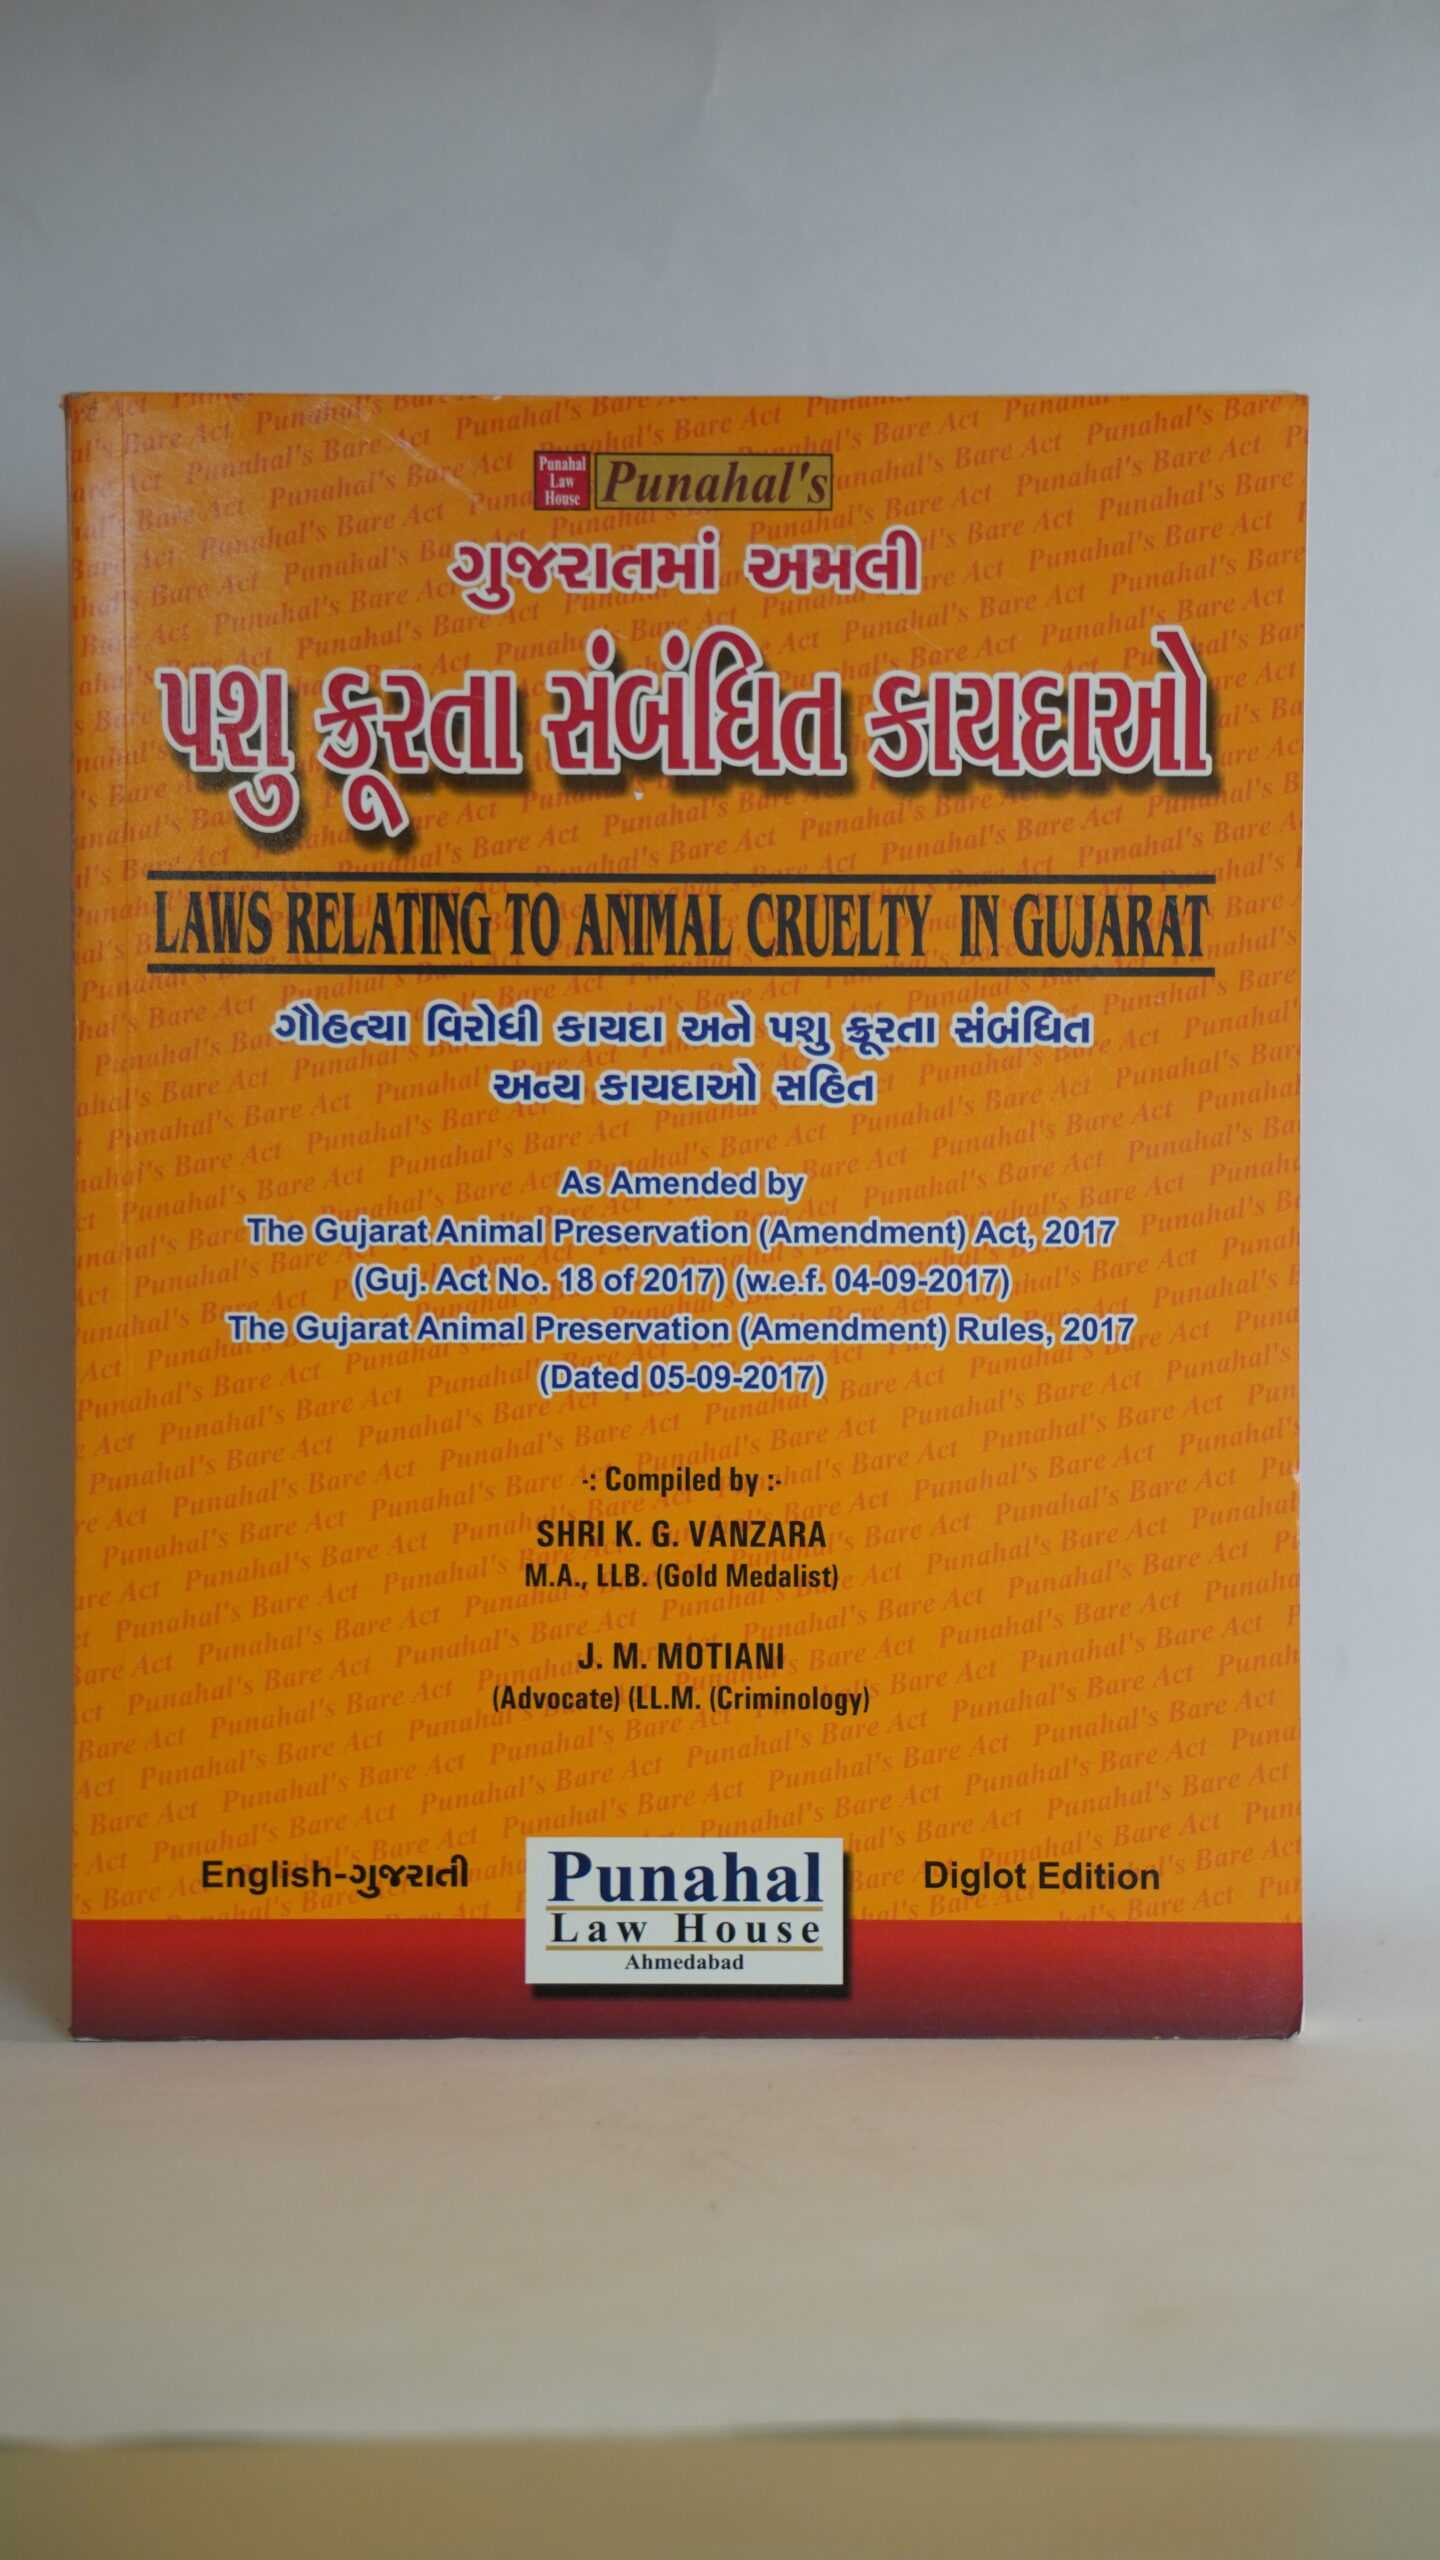 Punahal Law House Punahal's
ગુજરાતમાં અમલી
પશુ ક્રૂરતા સંબંધિત કાયદાઓ
LAWS RELATING TO ANIMAL CRUELTY IN GUJARAT
ગૌહત્યા વિરોધી કાયદા અને પશુ ક્રૂરતા સંબંધિત
અન્ય કાયદાઓ સહિત
As Amended by
The Gujarat Animal Preservation (Amendment) Act, 2017
(Guj. Act No. 18 of 2017) (w.e.f. 04-09-2017)
The Gujarat Animal Preservation (Amendment) Rules, 2017
(Dated 05-09-2017)
-: Compiled by :-
SHRI K. G. VANZARA
M.A., LLB. (Gold Medalist)
J. M. MOTIANI
(Advocate) (LL.M. (Criminology)
English-ગુજરાતી
Punahal
Law House
Ahmedabad
Diglot Edition